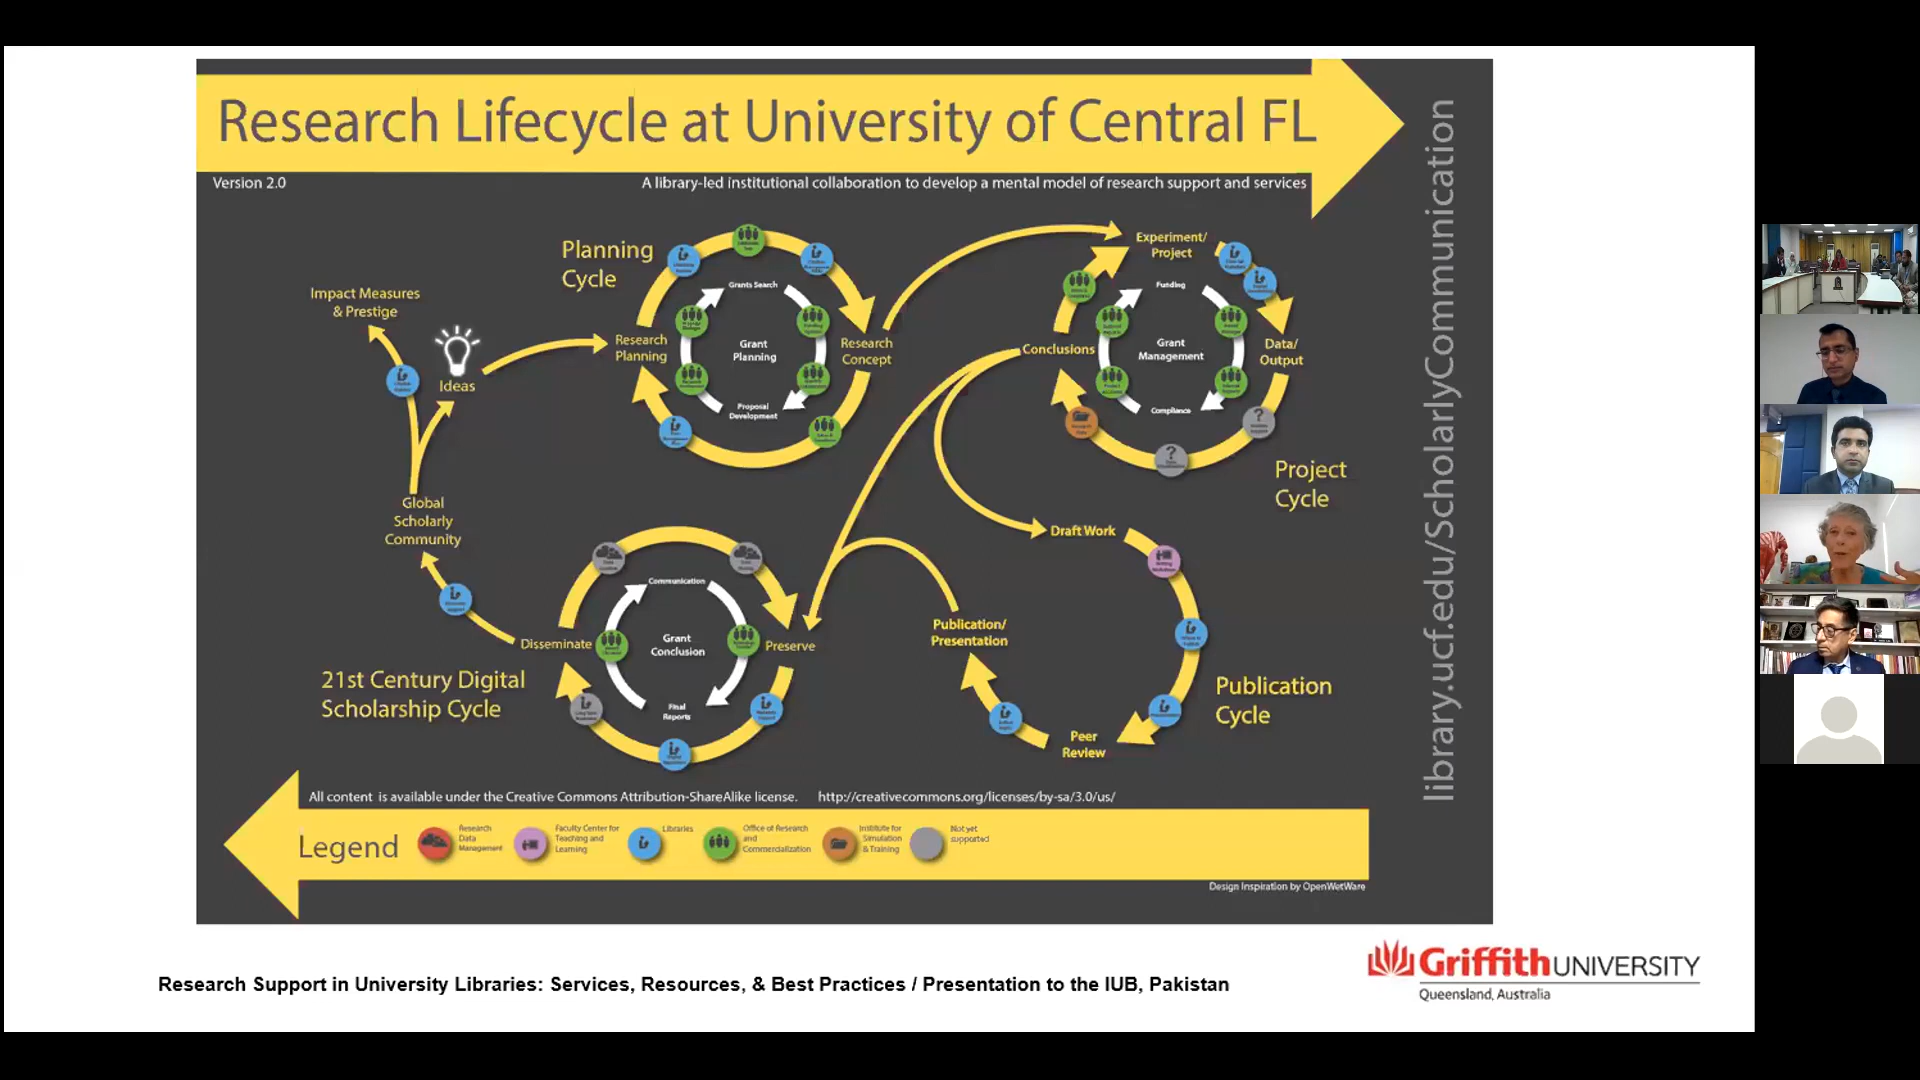 Research Lifecycle at University of Central FL
Version 2.0
A library-led institutional collaboration to develop a mental model of research support and services
library.ucf.edu/ScholarlyCommunication
Planning
Cycle
Grants Search
Grant
Planning
Proposal
Development
Research
Planning
Research
Concept
Impact Measures
& Prestige
Ideas
Global
Scholarly
Community
Experiment/
Project
Funding
Grant
Management
Compliance
Conclusions
Data/
Output
Project
Cycle
Draft Work
Publication/
Presentation
Peer
Review
Publication
Cycle
Communication
Grant
Conclusion
Final
Reports
Disseminate
Preserve
21st Century Digital
Scholarship Cycle
All content is available under the Creative Commons Attribution-ShareAlike license. http://creativecommons.org/licenses/by-sa/3.0/us/
Legend
Research
Data
Management
Faculty Center for
Teaching and
Learning
Libraries
Office of Research
and
Commercialization
Institute for
Simulation
& Training
Not yet
supported
Design Inspiration by OpenWetWare
Research Support in University Libraries: Services, Resources, & Best Practices / Presentation to the IUB, Pakistan
Griffith UNIVERSITY
Queensland, Australia